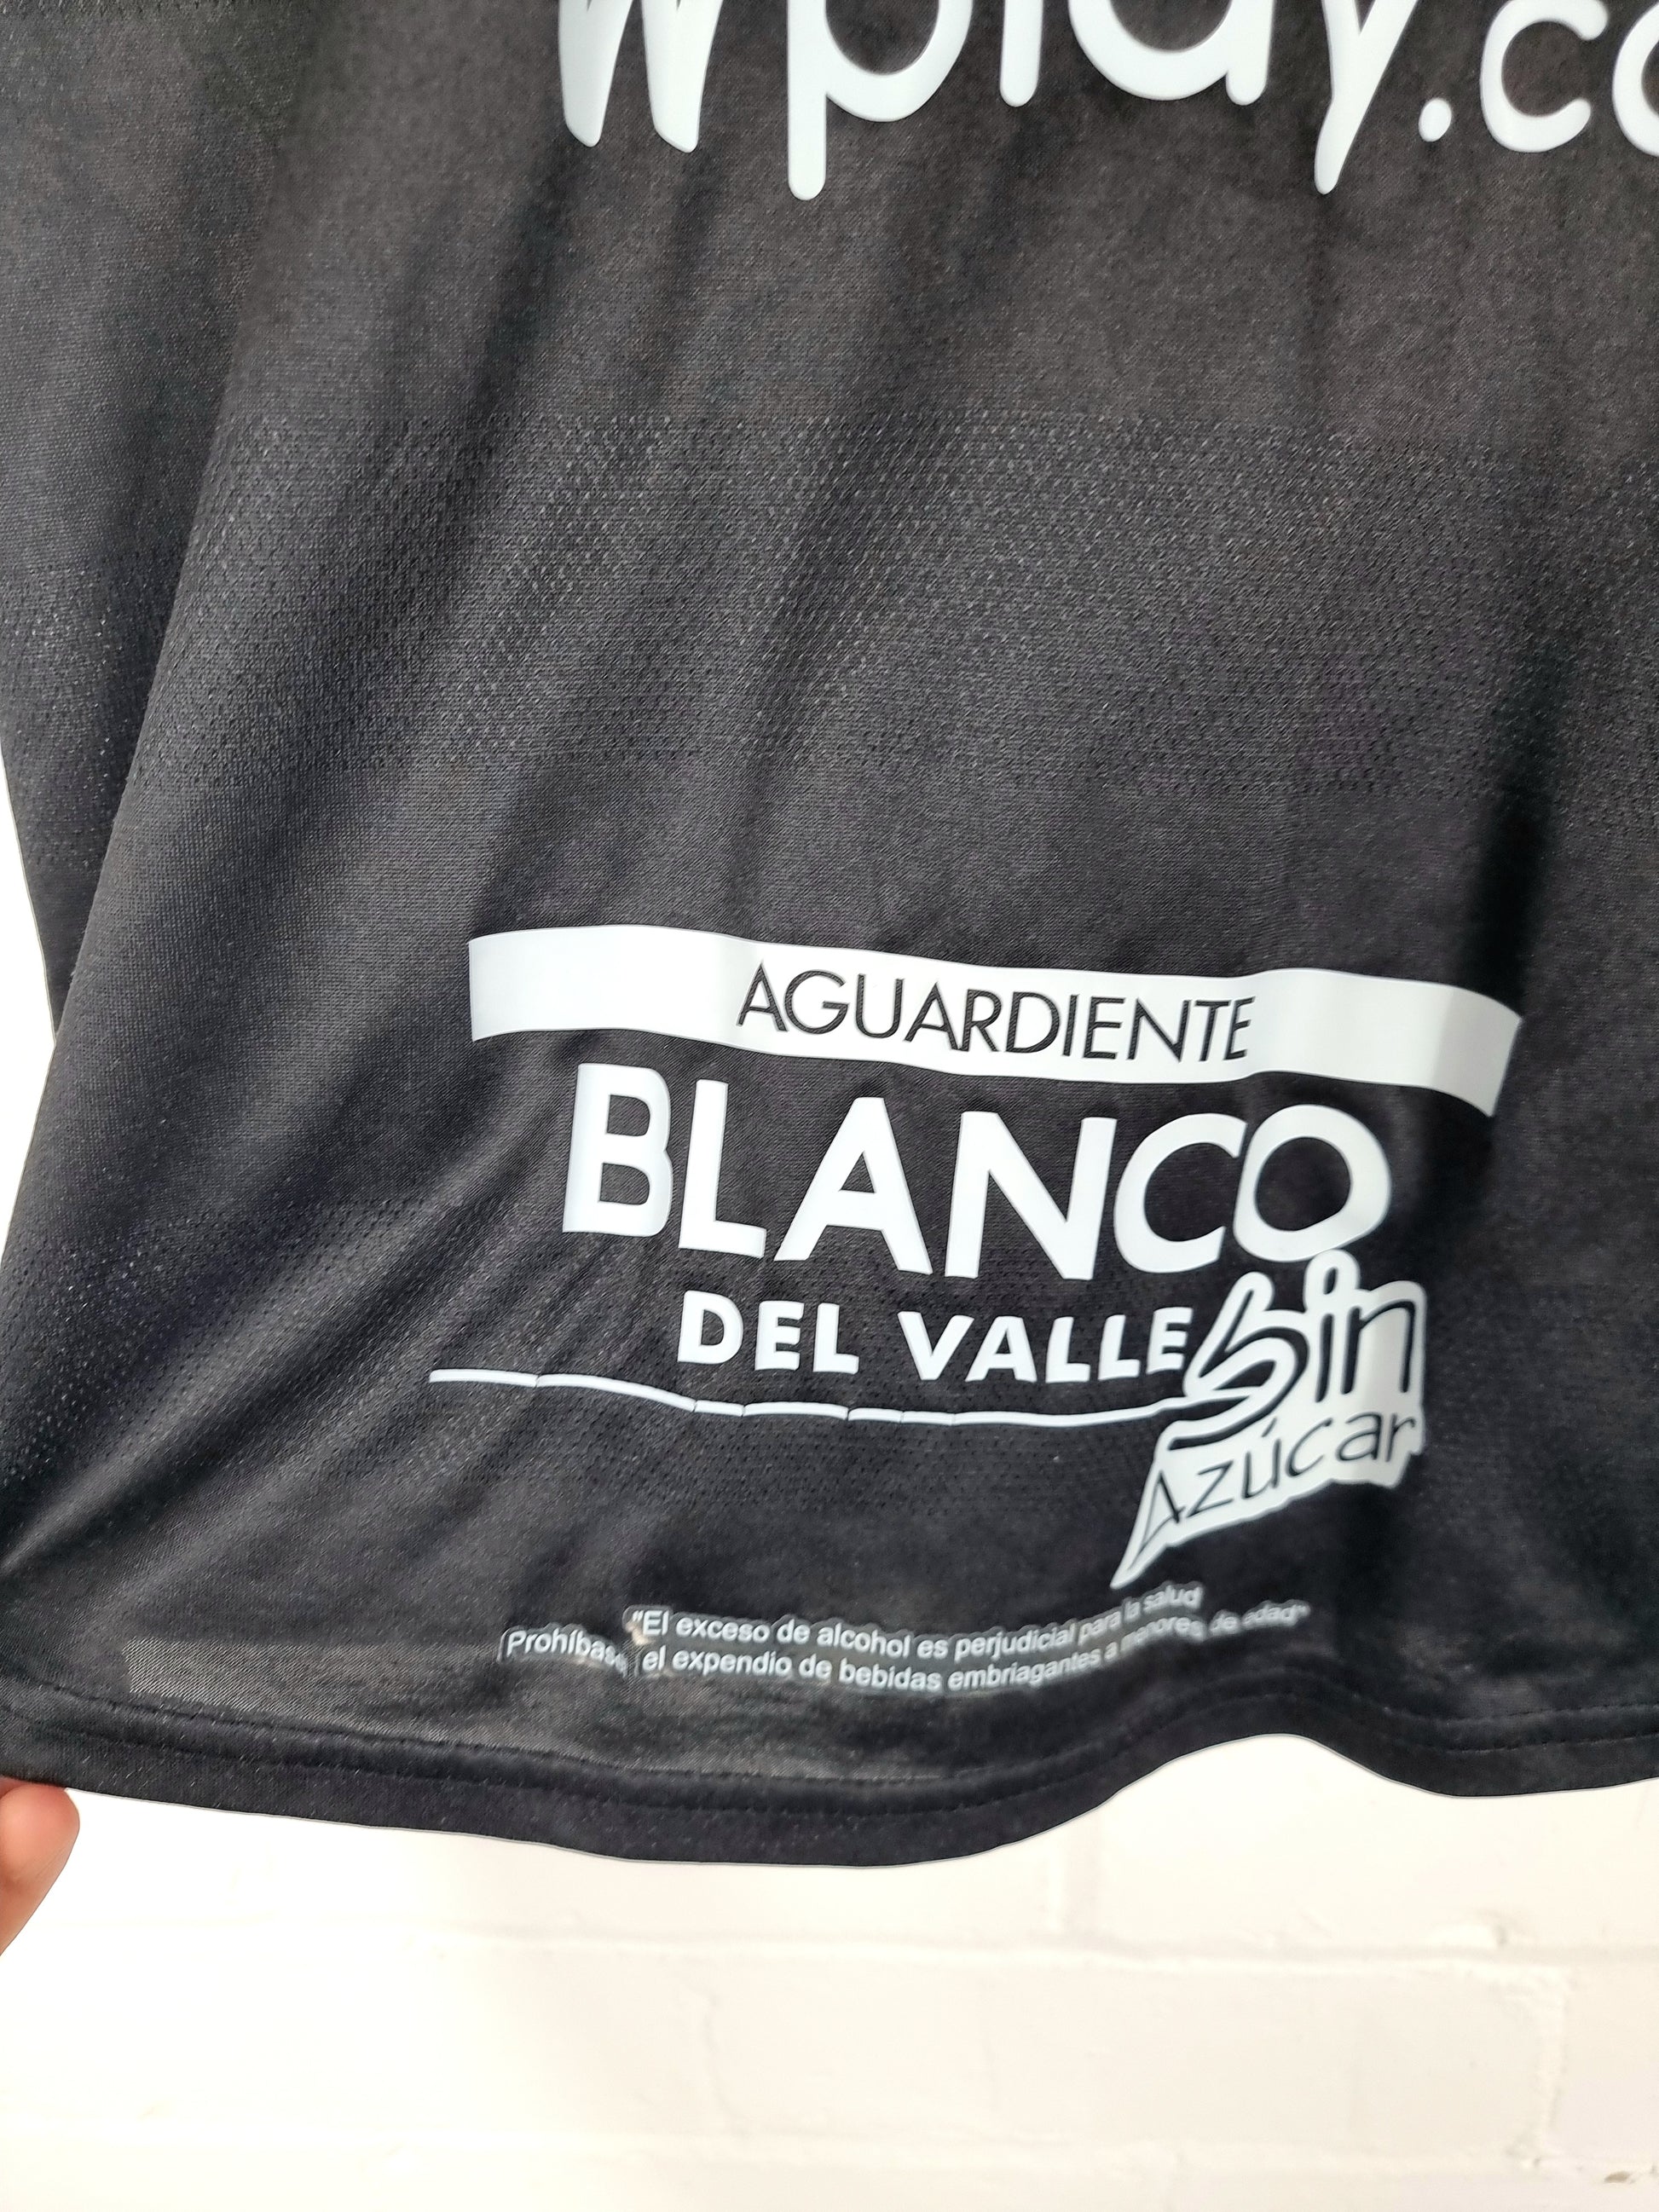 Wplay.co
AGUARDIENTE
BLANCO
DEL VALLE
Sin
Azúcar
"El exceso de alcohol es perjudicial para la salud
Prohíbase el expendio de bebidas embriagantes a menores de edad"